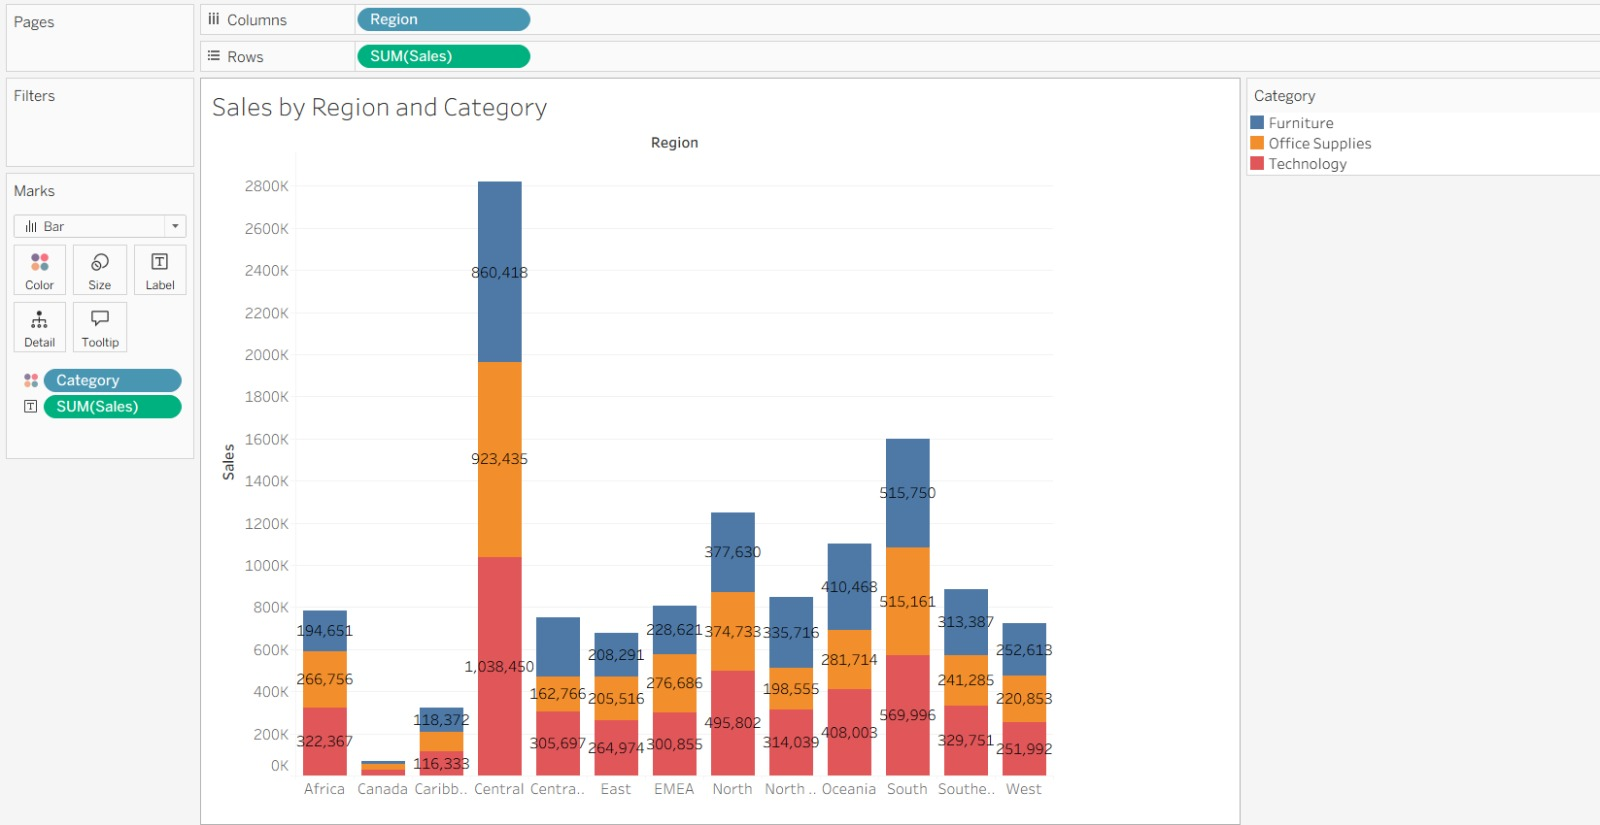 Pages
Columns
Region
Rows
SUM(Sales)
Filters
Marks
Bar
Color
Size
Label
Detail
Tooltip
Category
SUM(Sales)
Sales by Region and Category
Region
Sales
2800K
2600K
2400K
2200K
2000K
1800K
1600K
1400K
1200K
1000K
800K
600K
400K
200K
0K
194,651
266,756
322,367
118,372
116,333
860,418
923,435
1,038,450
162,766
305,697
208,291
205,516
264,974
228,621
276,686
300,855
377,630
374,733
495,802
335,716
198,555
314,039
410,468
281,714
408,003
515,750
515,161
569,996
313,387
241,285
329,751
252,613
220,853
251,992
Africa Canada Caribb.. Central Centra.. East EMEA North North .. Oceania South Southe.. West
Category
Furniture
Office Supplies
Technology